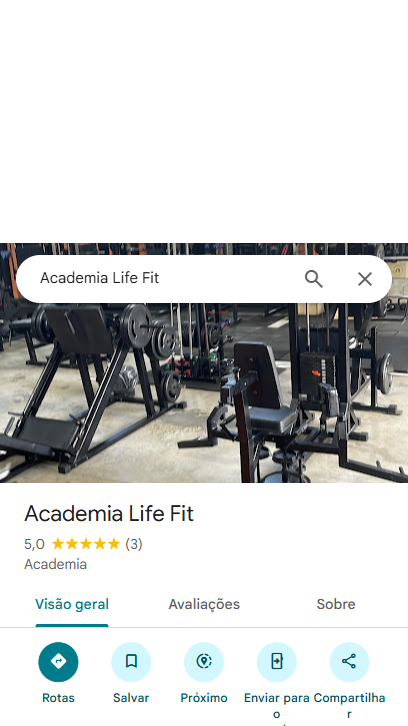 Academia Life Fit
Academia Life Fit
5,0 (3)
Academia
Visão geral Avaliações Sobre
Rotas Salvar Próximo Enviar para o Compartilhar